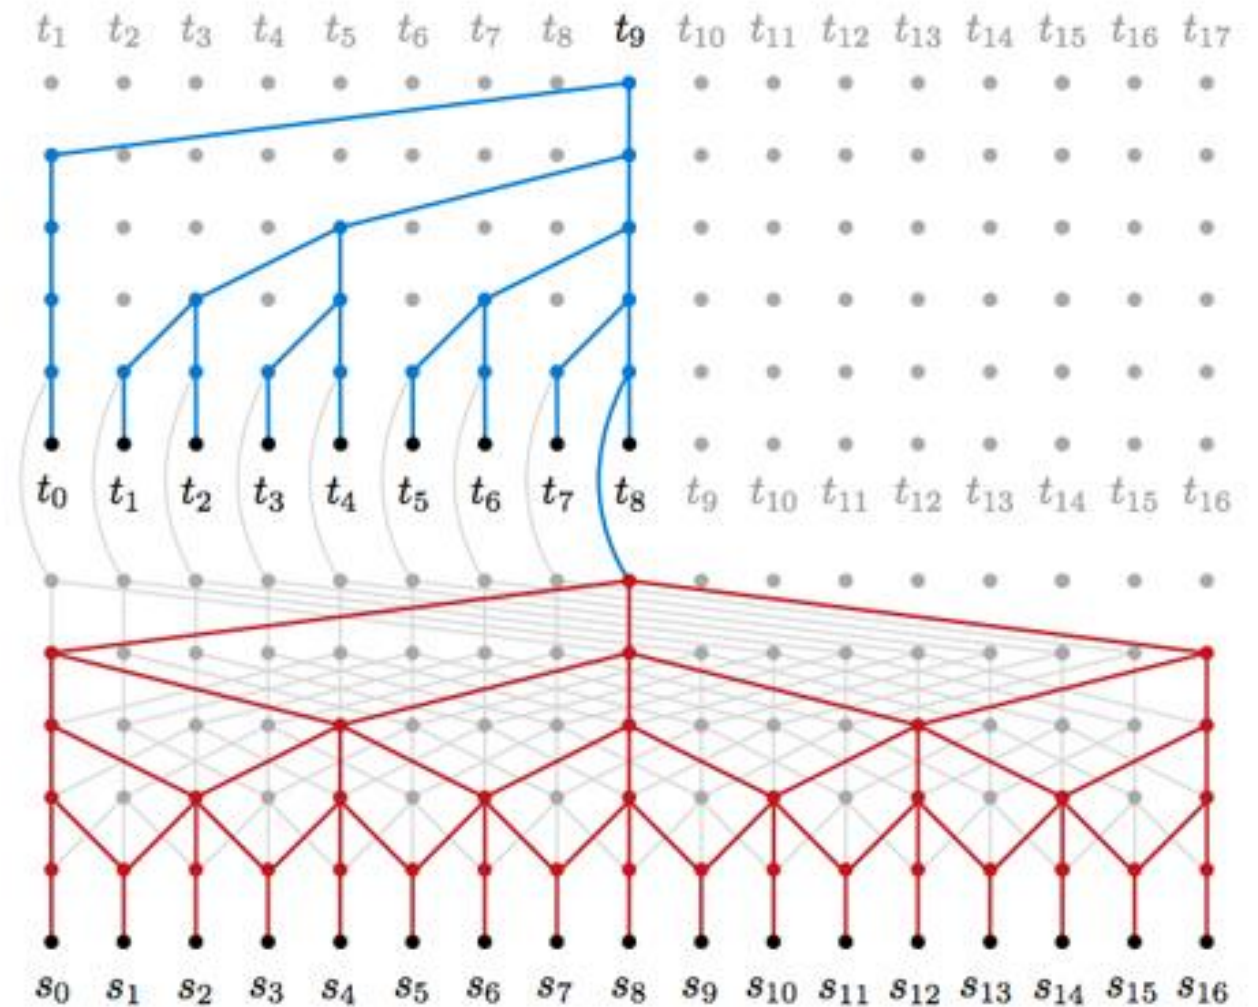 t₁ t₂ t₃ t₄ t₅ t₆ t₇ t₈ t₉ t₁₀ t₁₁ t₁₂ t₁₃ t₁₄ t₁₅ t₁₆ t₁₇
t₀ t₁ t₂ t₃ t₄ t₅ t₆ t₇ t₈ t₉ t₁₀ t₁₁ t₁₂ t₁₃ t₁₄ t₁₅ t₁₆
s₀ s₁ s₂ s₃ s₄ s₅ s₆ s₇ s₈ s₉ s₁₀ s₁₁ s₁₂ s₁₃ s₁₄ s₁₅ s₁₆